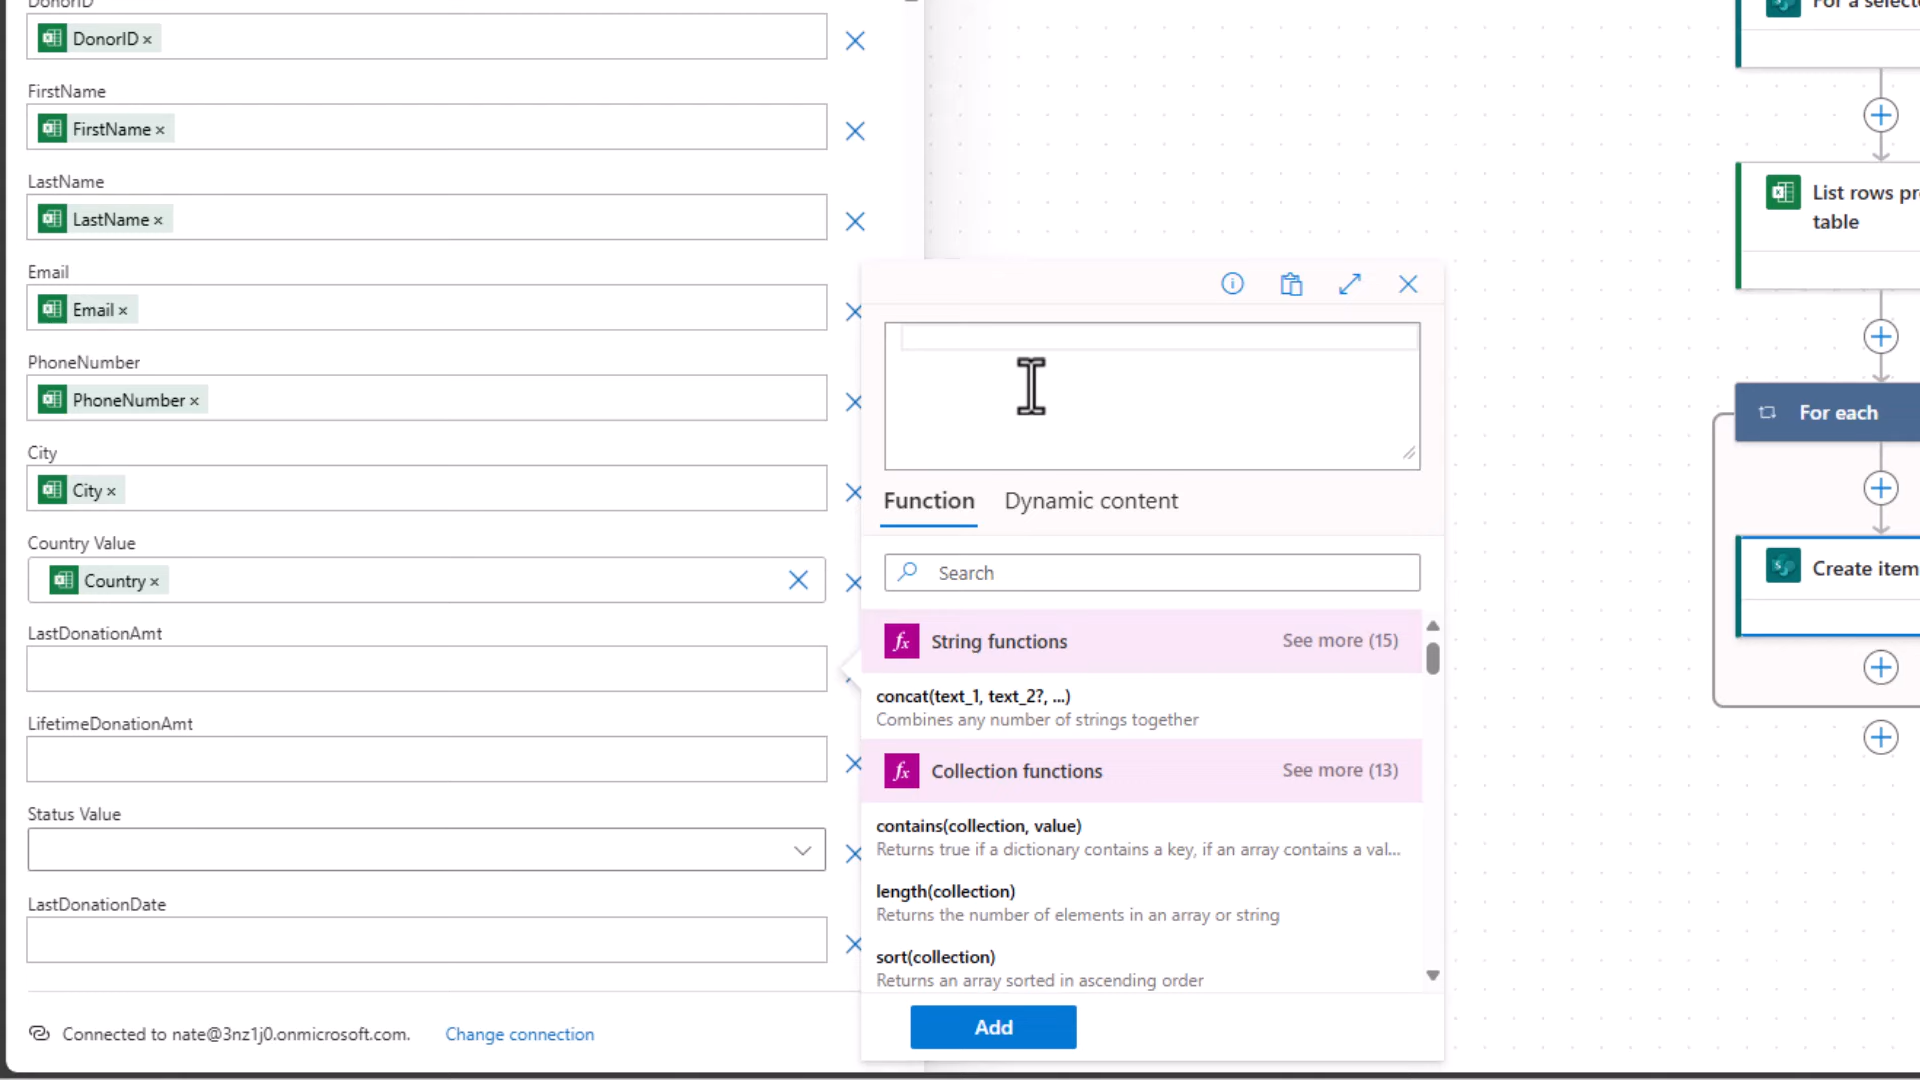 DonorID
DonorID ×
FirstName
FirstName ×
LastName
LastName ×
Email
Email ×
PhoneNumber
PhoneNumber ×
City
City ×
Country Value
Country ×
LastDonationAmt
LifetimeDonationAmt
Status Value
LastDonationDate
Connected to nate@3nz1j0.onmicrosoft.com. Change connection
Function Dynamic content
Search
fx String functions See more (15)
concat(text_1, text_2?, ...)
Combines any number of strings together
fx Collection functions See more (13)
contains(collection, value)
Returns true if a dictionary contains a key, if an array contains a val...
length(collection)
Returns the number of elements in an array or string
sort(collection)
Returns an array sorted in ascending order
Add
For a select
List rows pr
table
For each
Create item